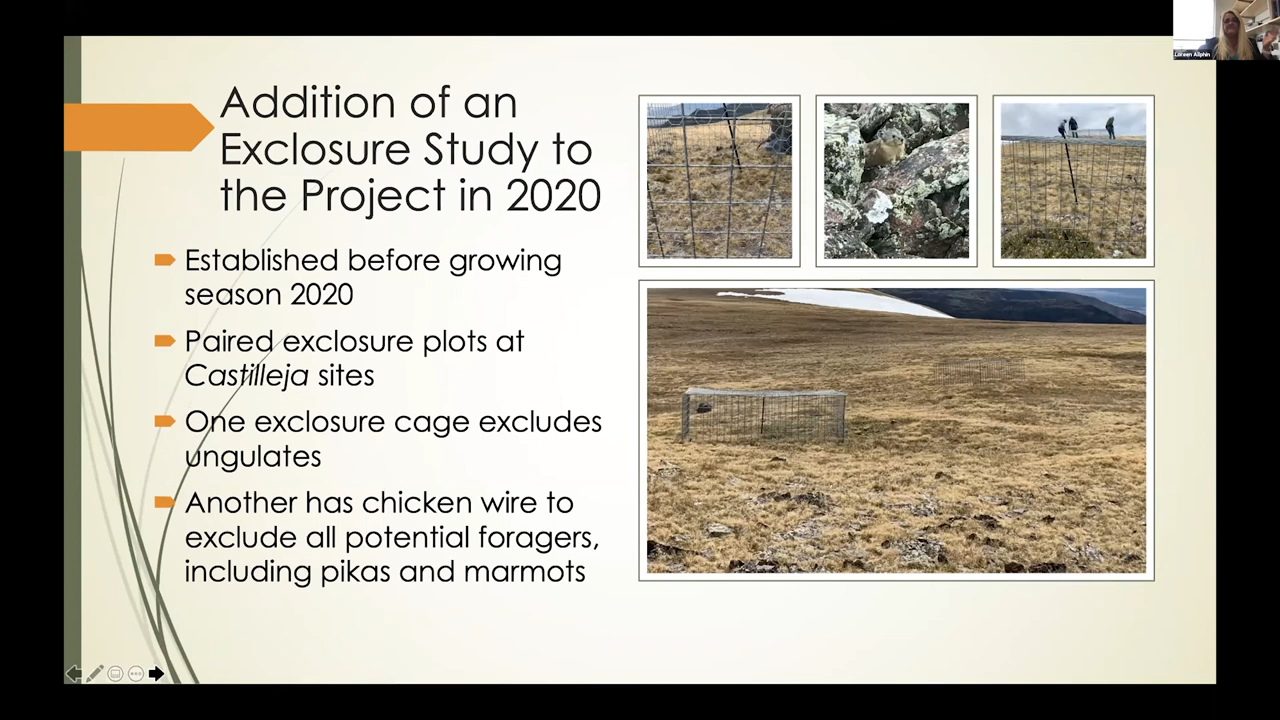 Loreen Allphin
Addition of an
Exclosure Study to
the Project in 2020
Established before growing
season 2020
Paired exclosure plots at
Castilleja sites
One exclosure cage excludes
ungulates
Another has chicken wire to
exclude all potential foragers,
including pikas and marmots